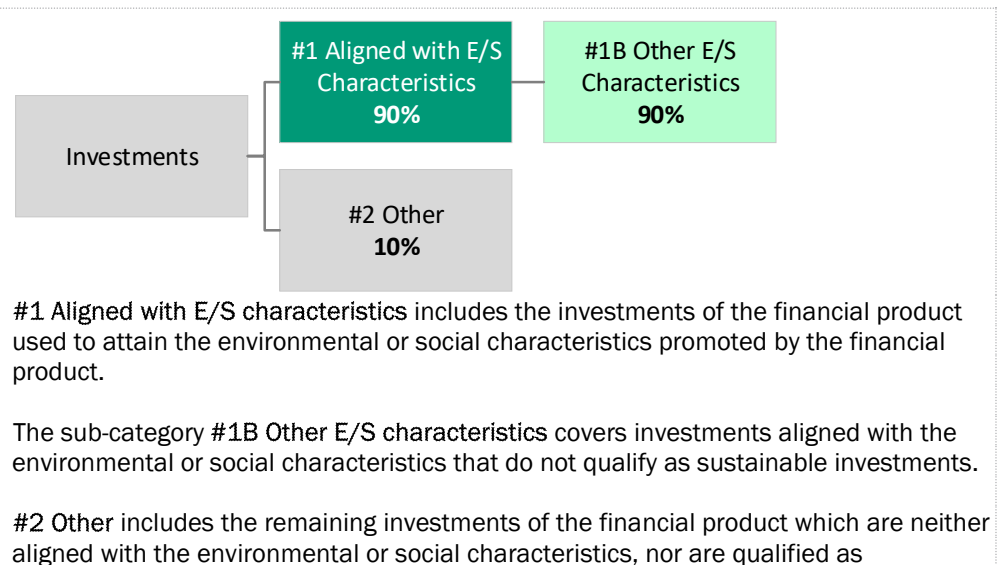 #1 Aligned with E/S
Characteristics
90%
#1B Other E/S
Characteristics
90%
Investments
#2 Other
10%
#1 Aligned with E/S characteristics includes the investments of the financial product
used to attain the environmental or social characteristics promoted by the financial
product.
The sub-category #1B Other E/S characteristics covers investments aligned with the
environmental or social characteristics that do not qualify as sustainable investments.
#2 Other includes the remaining investments of the financial product which are neither
aligned with the environmental or social characteristics, nor are qualified as